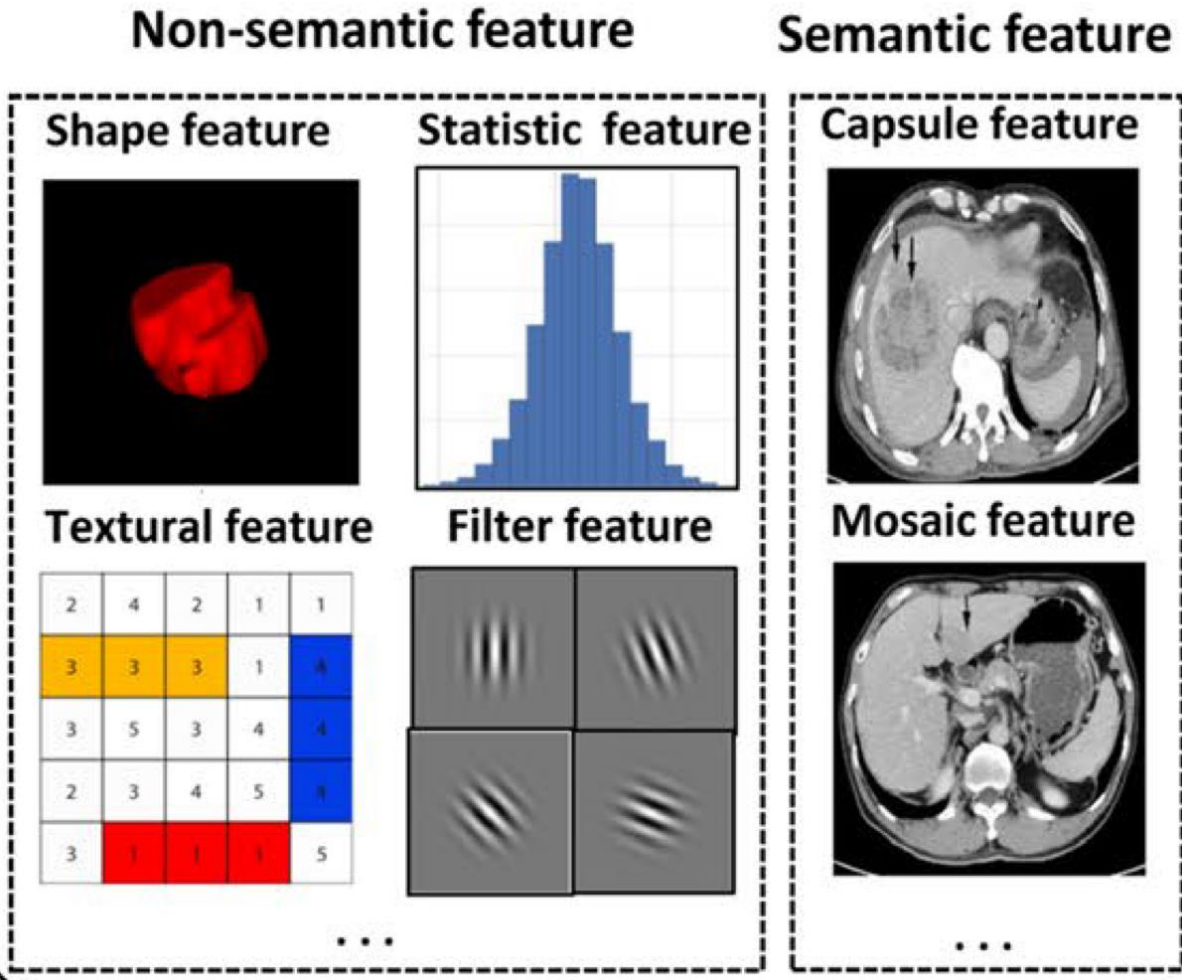 Non-semantic feature
Semantic feature
Shape feature
Statistic feature
Capsule feature
Textural feature
Filter feature
Mosaic feature
2 4 2 1 1
3 3 3 1 4
3 5 3 4 4
2 3 4 5 4
3 1 1 1 5
...
...